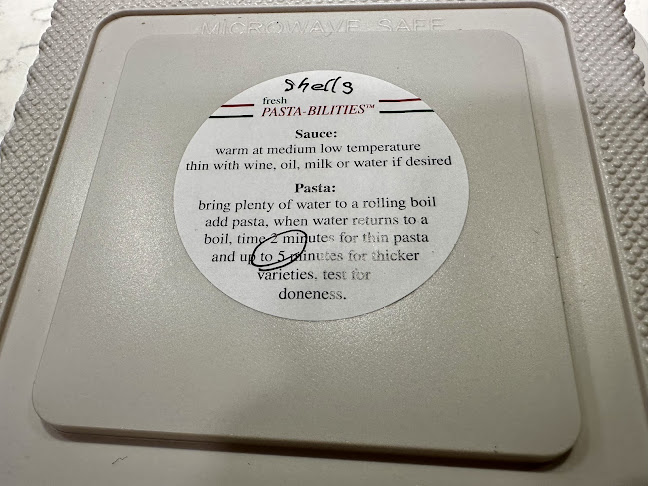 MICROWAVE SAFE
Shells
fresh
PASTA-BILITIES™
Sauce:
warm at medium low temperature
thin with wine, oil, milk or water if desired
Pasta:
bring plenty of water to a rolling boil
add pasta, when water returns to a
boil, time 2 minutes for thin pasta
and up to 5 minutes for thicker
varieties, test for
doneness.